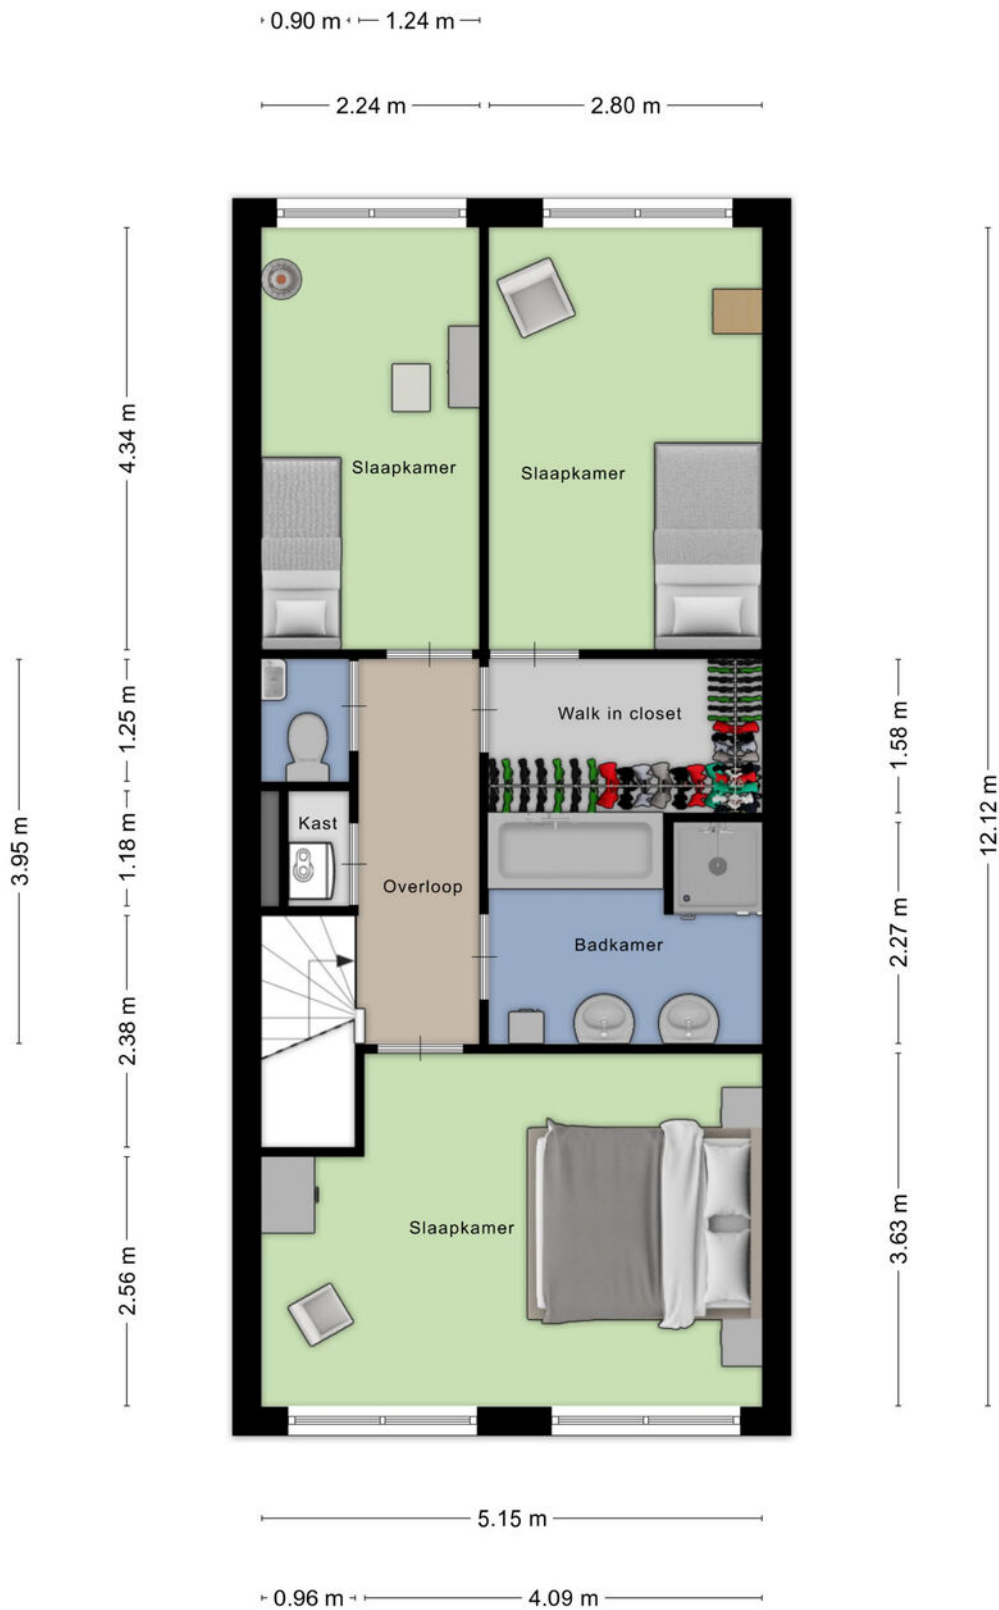 0.90 m 1.24 m
2.24 m 2.80 m
4.34 m
Slaapkamer Slaapkamer
1.25 m
Walk in closet
1.58 m
3.95 m
1.18 m
Kast
12.12 m
Overloop
2.27 m
Badkamer
2.38 m
3.63 m
Slaapkamer
2.56 m
5.15 m
0.96 m 4.09 m